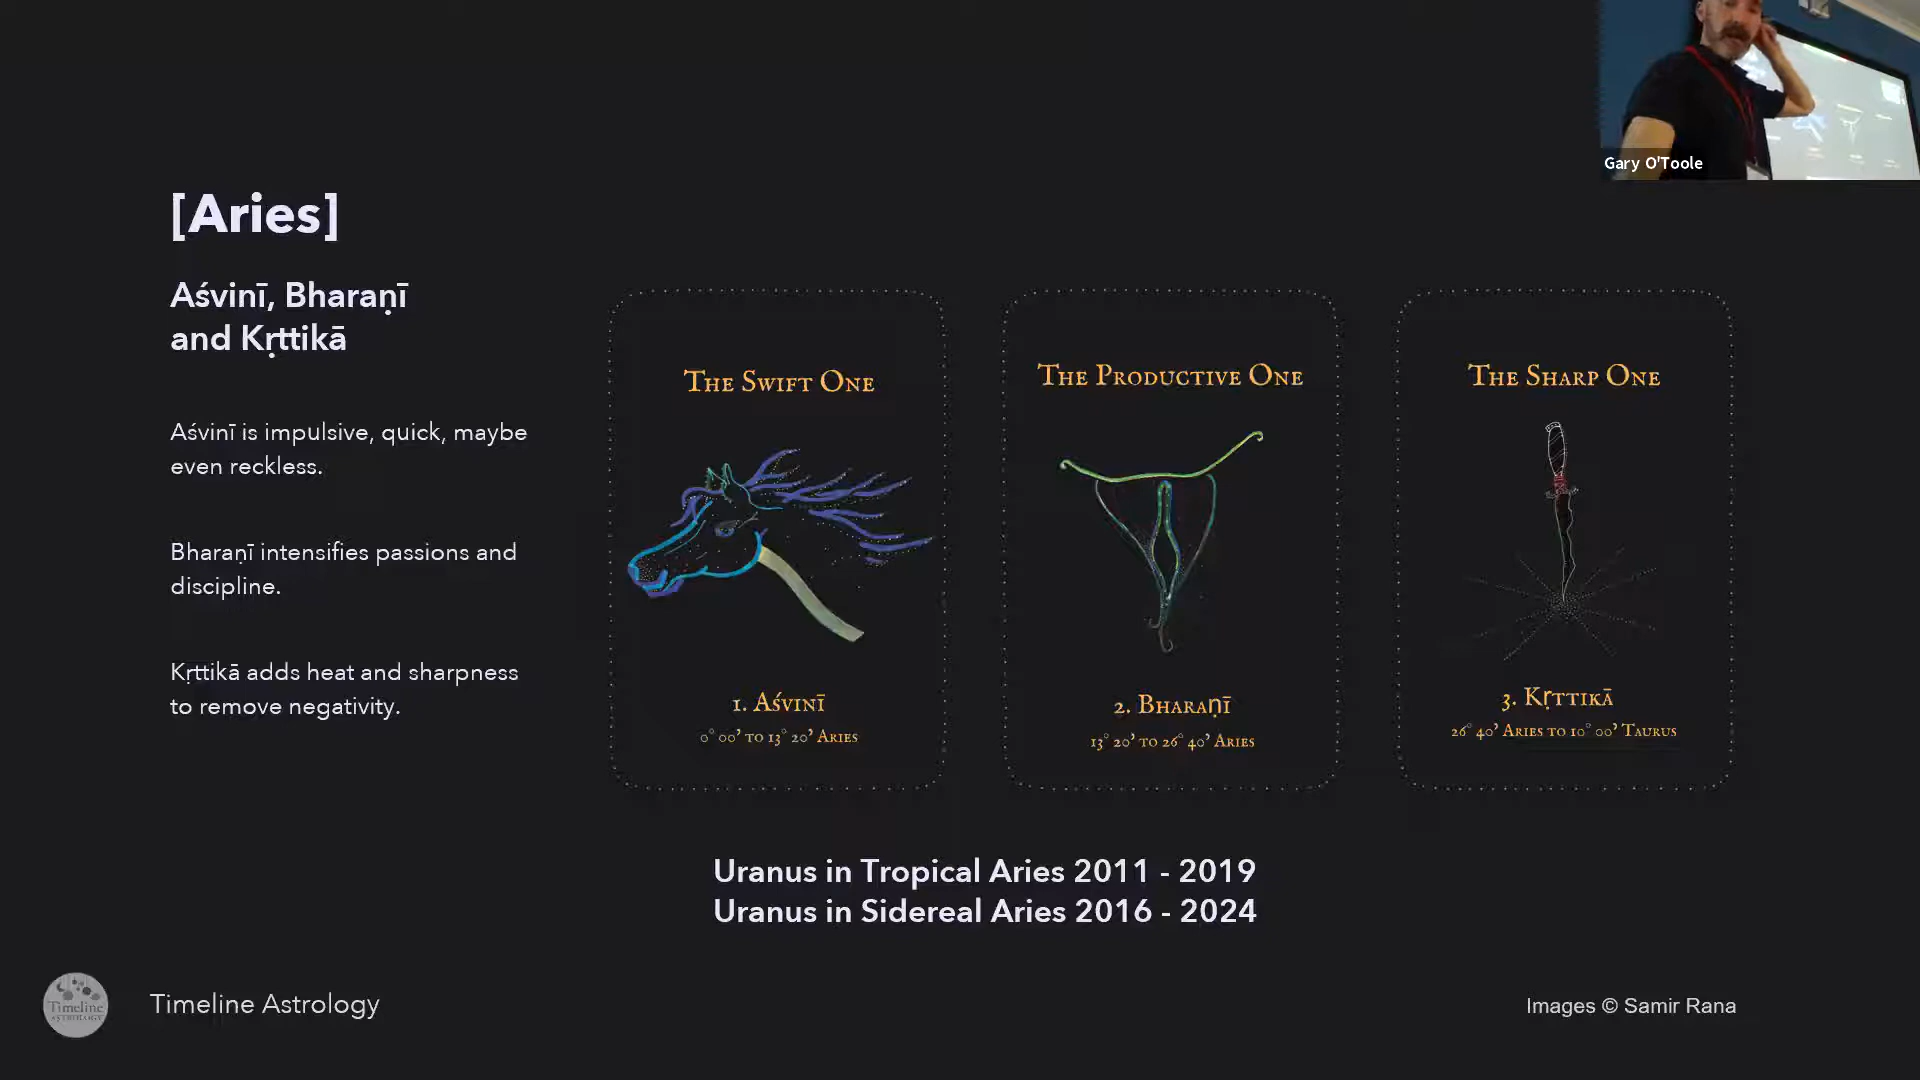 Gary O'Toole
[Aries]
Aśvinī, Bharaṇī
and Kṛttikā
Aśvinī is impulsive, quick, maybe
even reckless.
Bharaṇī intensifies passions and
discipline.
Kṛttikā adds heat and sharpness
to remove negativity.
The Swift One
1. Aśvinī
0° 00' to 13° 20' Aries
The Productive One
2. Bharaṇī
13° 20' to 26° 40' Aries
The Sharp One
3. Kṛttikā
26° 40' Aries to 10° 00' Taurus
Uranus in Tropical Aries 2011 - 2019
Uranus in Sidereal Aries 2016 - 2024
Timeline
ASTROLOGY
Timeline Astrology
Images © Samir Rana